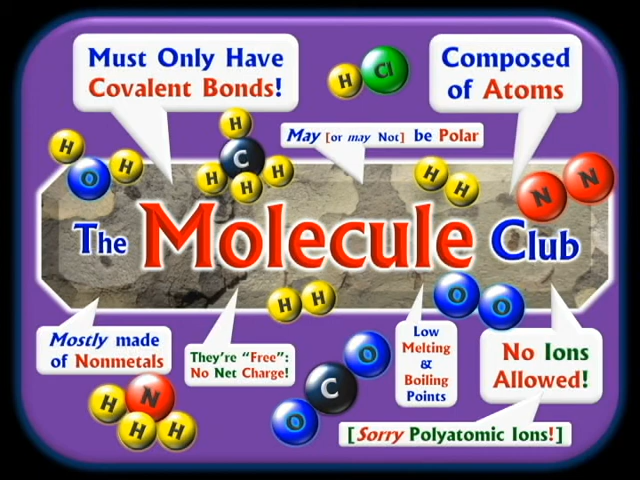 Must Only Have
Covalent Bonds!
H Cl
Composed
of Atoms
May [or may Not] be Polar
H
H H
O
C
H H H
H H
N N
The Molecule Club
H H
O O
Mostly made
of Nonmetals
They're "Free":
No Net Charge!
Low
Melting
&
Boiling
Points
No Ions
Allowed!
N
H H H
O
C
O
[Sorry Polyatomic Ions!]